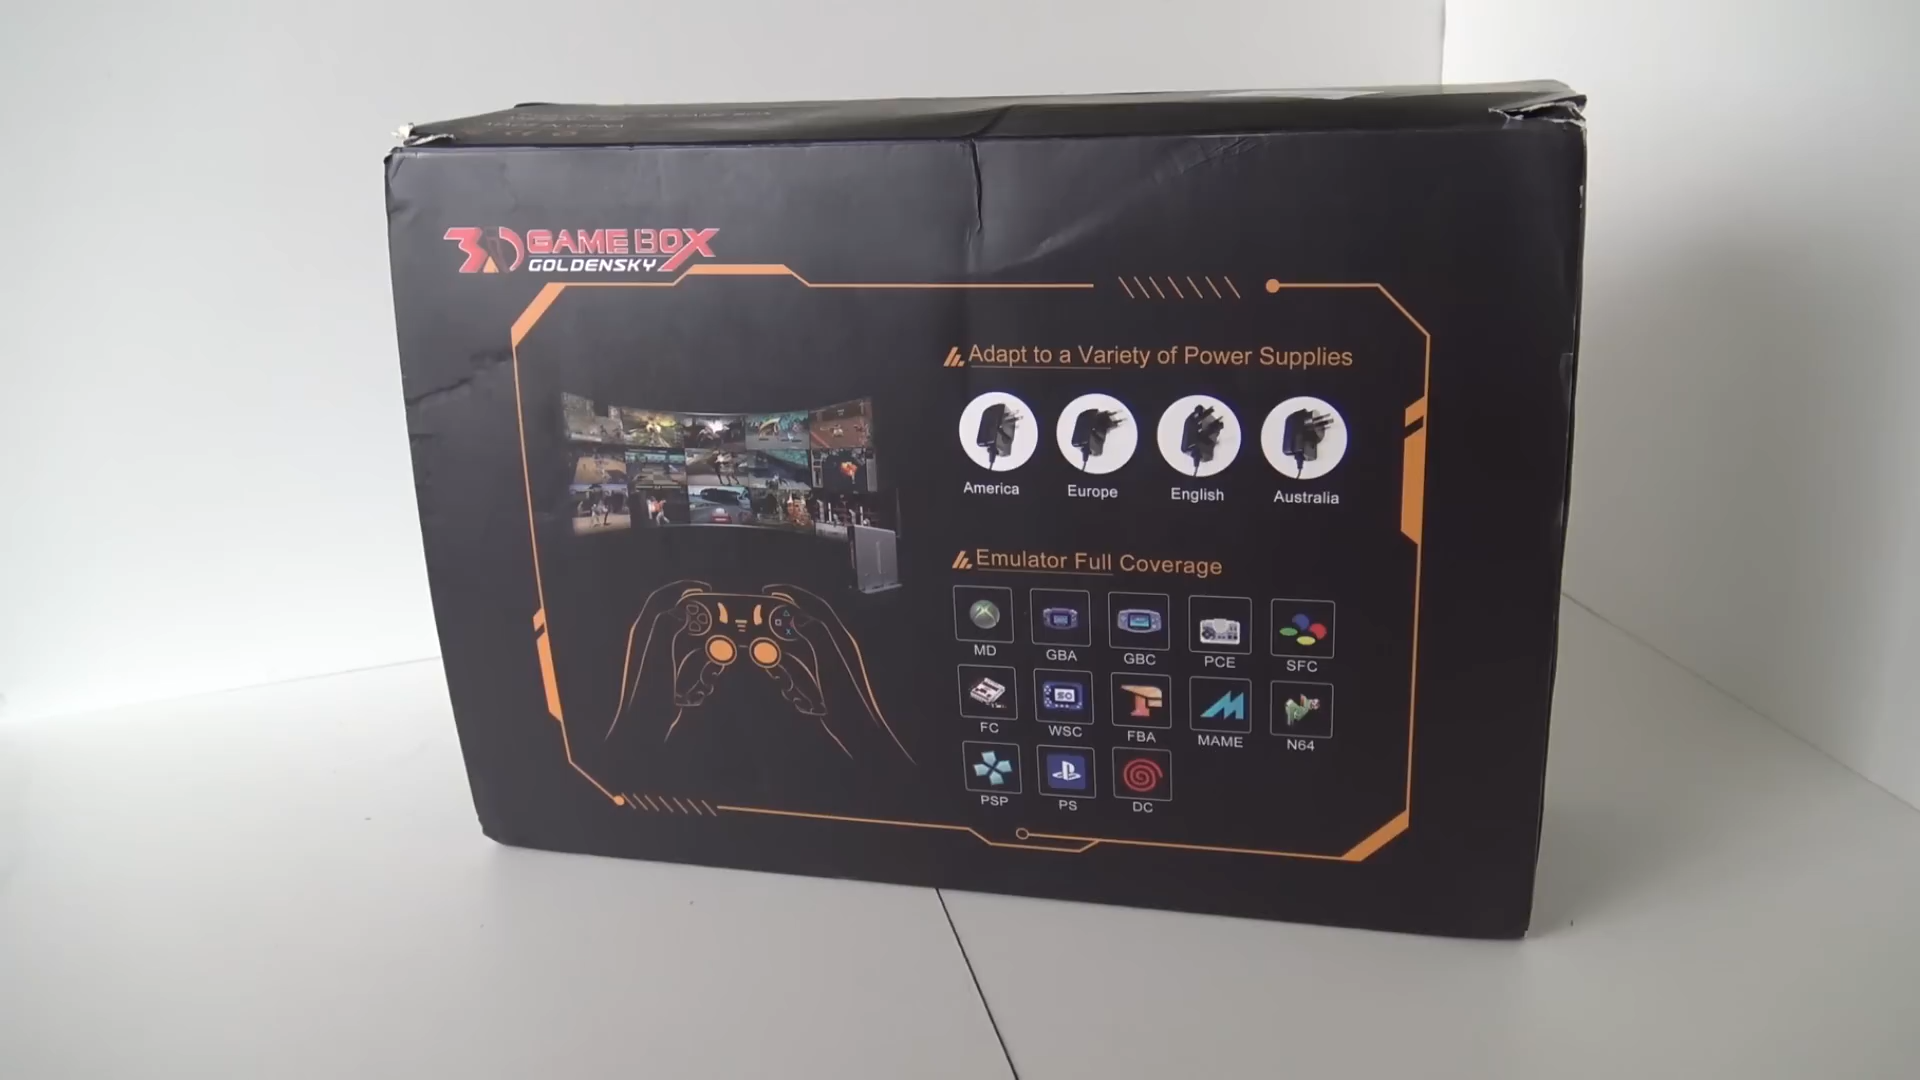 3D GAME BOX
GOLDENSKY
Adapt to a Variety of Power Supplies
America Europe English Australia
Emulator Full Coverage
MD GBA GBC PCE SFC
FC WSC FBA MAME N64
PSP PS DC